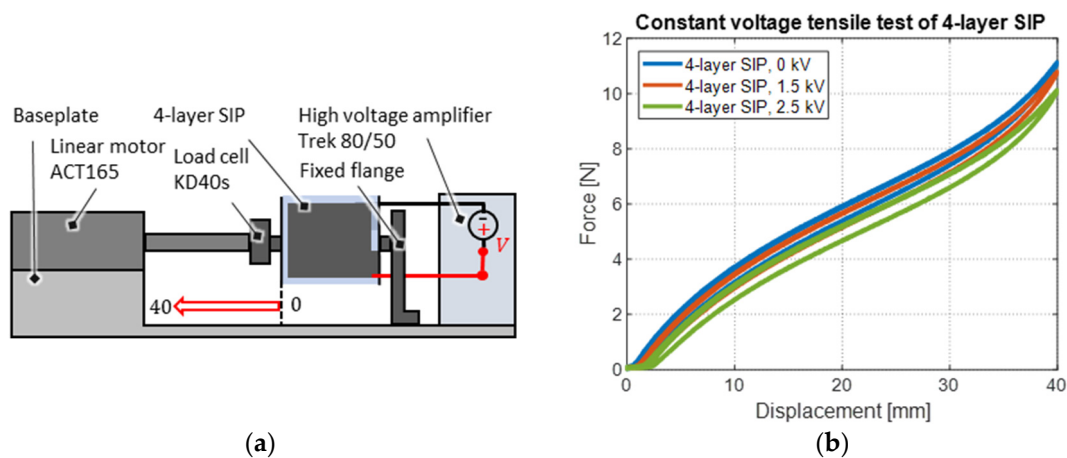 Baseplate
Linear motor
ACT165
4-layer SIP
Load cell
KD40s
High voltage amplifier
Trek 80/50
Fixed flange
-
+
V
40
0
(a)
Constant voltage tensile test of 4-layer SIP
4-layer SIP, 0 kV
4-layer SIP, 1.5 kV
4-layer SIP, 2.5 kV
Force [N]
12
10
8
6
4
2
0
0 10 20 30 40
Displacement [mm]
(b)